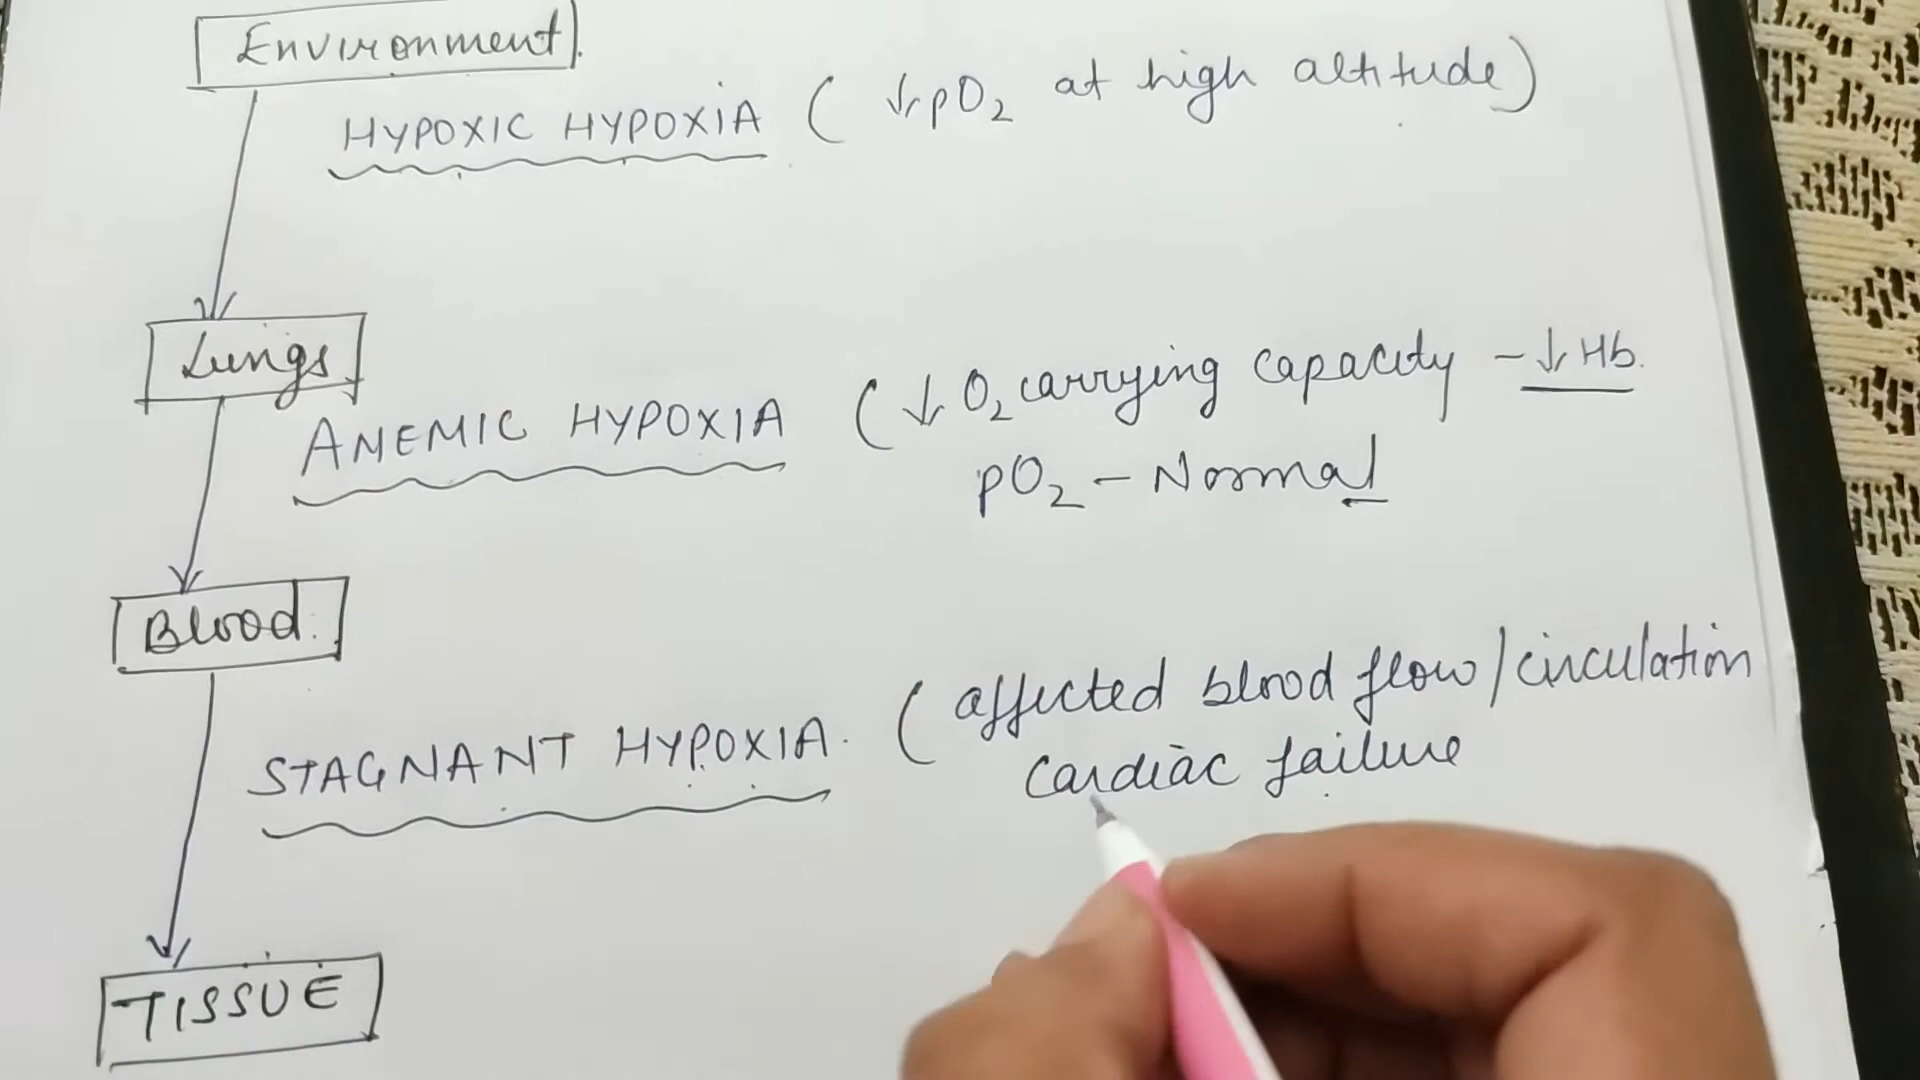 Environment
HYPOXIC HYPOXIA ( ↓pO₂ at high altitude)
Lungs
ANEMIC HYPOXIA ( ↓ O₂ carrying capacity - ↓ Hb.
pO₂ - Normal
Blood
STAGNANT HYPOXIA. ( affected blood flow/circulation
cardiac failure
TISSUE